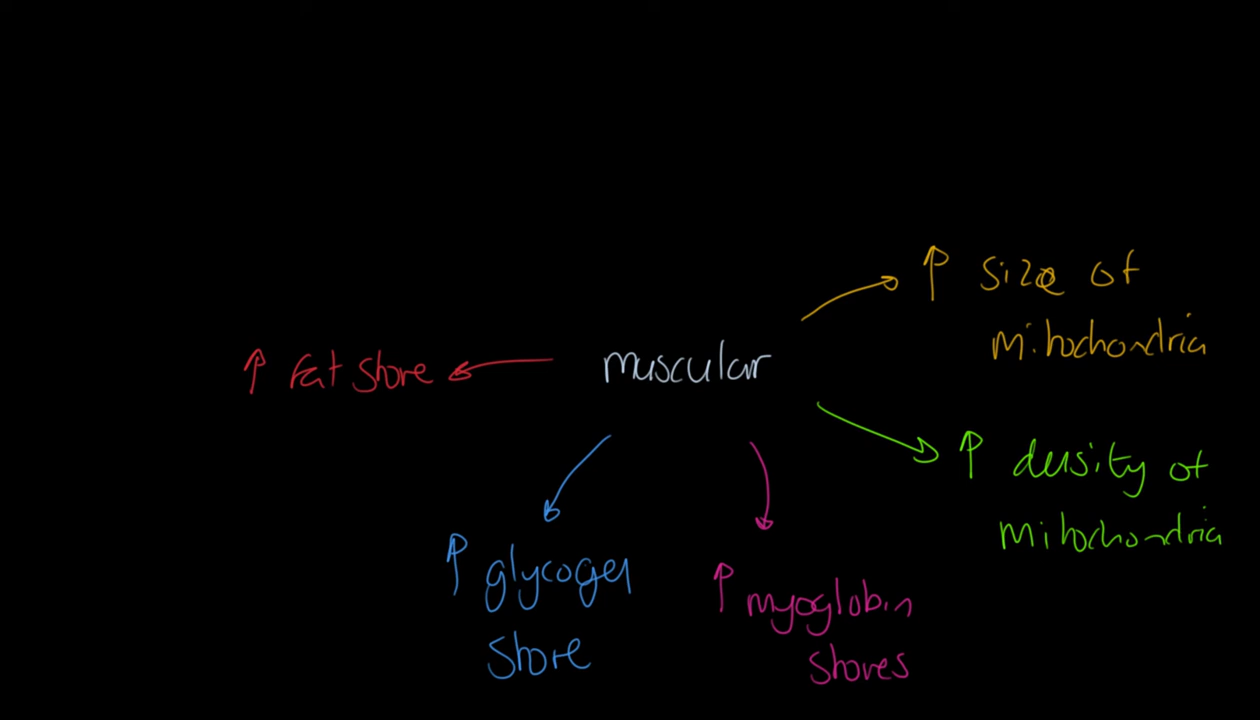 ↑ size of
mitochondria
↑ fat store
muscular
↑ density of
mitochondria
↑ glycogen
store
↑ myoglobin
stores